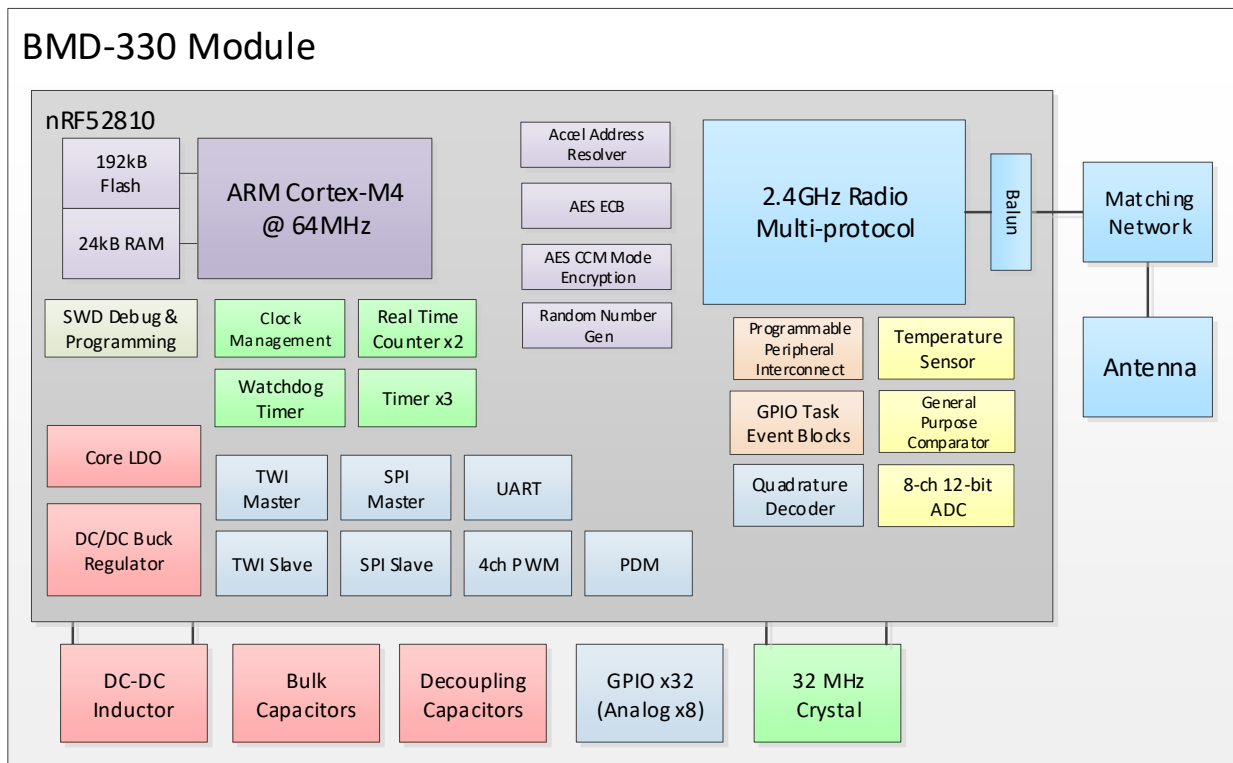 BMD-330 Module
nRF52810
192kB
Flash
24kB RAM
ARM Cortex-M4
@ 64MHz
Accel Address
Resolver
AES ECB
AES CCM Mode
Encryption
Random Number
Gen
2.4GHz Radio
Multi-protocol
Balun
Matching
Network
Antenna
SWD Debug &
Programming
Clock
Management
Real Time
Counter x2
Watchdog
Timer
Timer x3
Programmable
Peripheral
Interconnect
Temperature
Sensor
GPIO Task
Event Blocks
General
Purpose
Comparator
Quadrature
Decoder
8-ch 12-bit
ADC
Core LDO
DC/DC Buck
Regulator
TWI
Master
SPI
Master
UART
TWI Slave
SPI Slave
4ch PWM
PDM
DC-DC
Inductor
Bulk
Capacitors
Decoupling
Capacitors
GPIO x32
(Analog x8)
32 MHz
Crystal